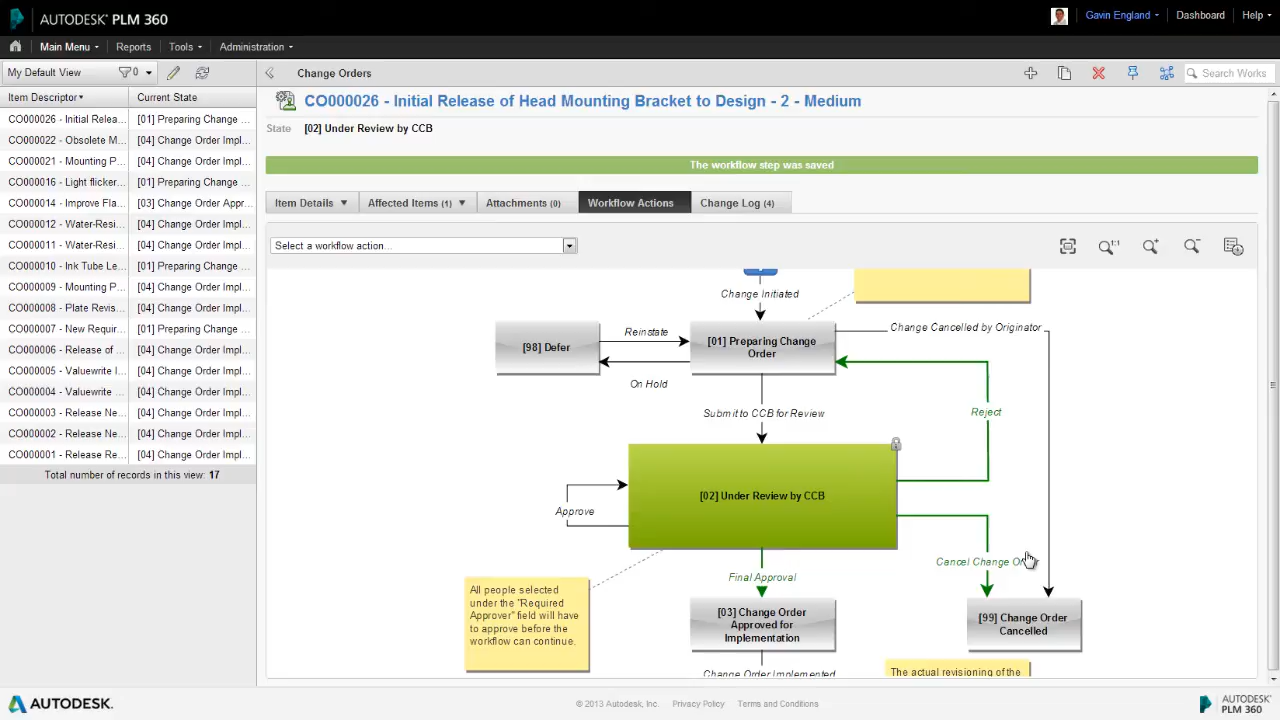 AUTODESK® PLM 360
Gavin England
Dashboard
Help
Main Menu
Reports
Tools
Administration
My Default View
0
Change Orders
Search Works
Item Descriptor
Current State
CO000026 - Initial Relea...
[01] Preparing Change ...
CO000022 - Obsolete M...
[04] Change Order Impl...
CO000021 - Mounting P...
[04] Change Order Impl...
CO000016 - Light flicker...
[01] Preparing Change ...
CO000014 - Improve Fla...
[03] Change Order Appr...
CO000012 - Water-Resi...
[04] Change Order Impl...
CO000011 - Water-Resi...
[04] Change Order Impl...
CO000010 - Ink Tube Le...
[01] Preparing Change ...
CO000009 - Mounting P...
[04] Change Order Impl...
CO000008 - Plate Revis...
[04] Change Order Impl...
CO000007 - New Requir...
[01] Preparing Change ...
CO000006 - Release of ...
[04] Change Order Impl...
CO000005 - Valuewrite I...
[04] Change Order Impl...
CO000004 - Valuewrite ...
[04] Change Order Impl...
CO000003 - Release Ne...
[04] Change Order Impl...
CO000002 - Release Ne...
[04] Change Order Impl...
CO000001 - Release Re...
[04] Change Order Impl...
Total number of records in this view: 17
CO000026 - Initial Release of Head Mounting Bracket to Design - 2 - Medium
State [02] Under Review by CCB
The workflow step was saved
Item Details
Affected Items (1)
Attachments (0)
Workflow Actions
Change Log (4)
Select a workflow action...
1:1
Change Initiated
Reinstate
Change Cancelled by Originator
[98] Defer
[01] Preparing Change
Order
On Hold
Submit to CCB for Review
Reject
[02] Under Review by CCB
Approve
Cancel Change
Final Approval
All people selected
under the "Required
Approver" field will have
to approve before the
workflow can continue.
[03] Change Order
Approved for
Implementation
[99] Change Order
Cancelled
Change Order Implemented
The actual revisioning of the
AUTODESK.
© 2013 Autodesk, Inc.
Privacy Policy
Terms and Conditions
AUTODESK®
PLM 360